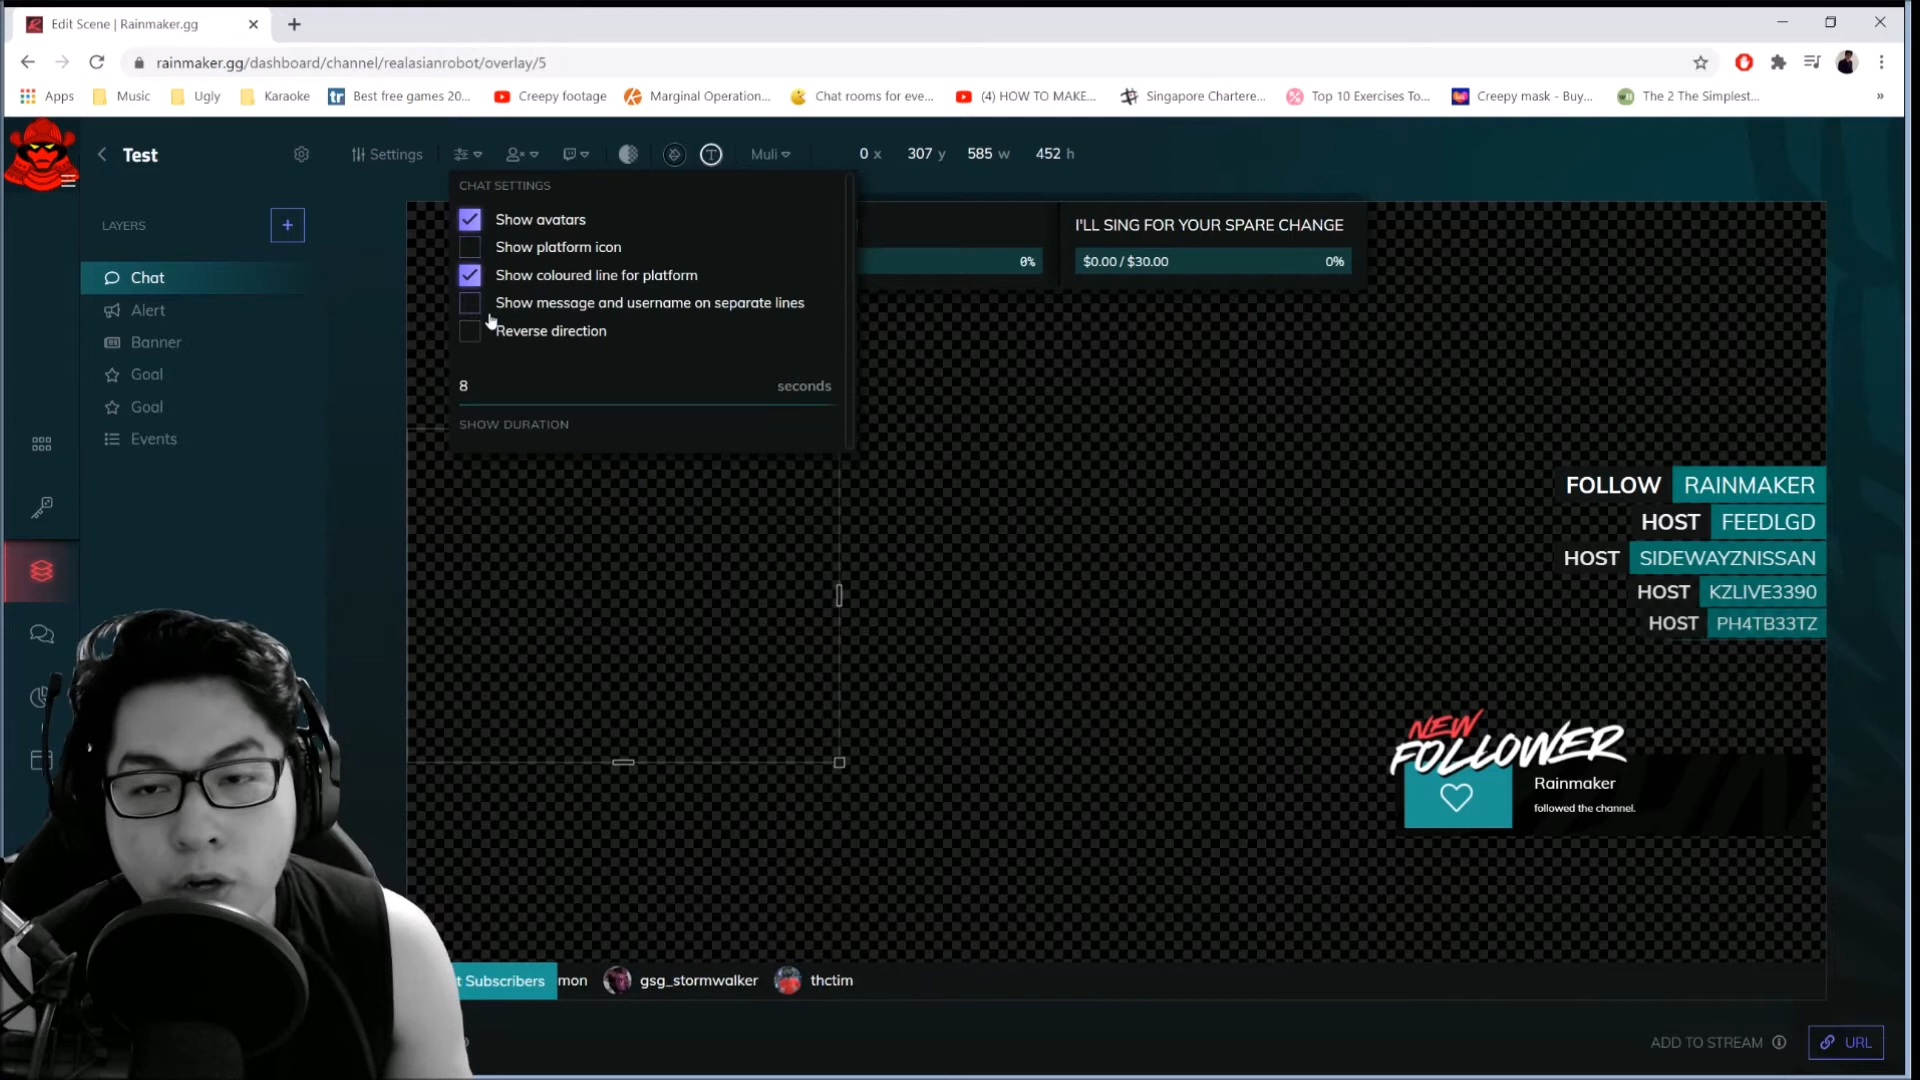 Edit Scene | Rainmaker.gg
rainmaker.gg/dashboard/channel/realasianrobot/overlay/5
Apps Music Ugly Karaoke Best free games 20... Creepy footage Marginal Operation... Chat rooms for eve... (4) HOW TO MAKE... Singapore Chartere... Top 10 Exercises To... Creepy mask - Buy... The 2 The Simplest... »
Test Settings Muli 0 x 307 y 585 w 452 h
LAYERS
Chat
Alert
Banner
Goal
Goal
Events
CHAT SETTINGS
Show avatars
Show platform icon
Show coloured line for platform
Show message and username on separate lines
Reverse direction
8 seconds
SHOW DURATION
0%
I'LL SING FOR YOUR SPARE CHANGE
$0.00 / $30.00 0%
FOLLOW RAINMAKER
HOST FEEDLGD
HOST SIDEWAYZNISSAN
HOST KZLIVE3390
HOST PH4TB33TZ
NEW
FOLLOWER
Rainmaker
followed the channel.
t Subscribers mon gsg_stormwalker thctim
ADD TO STREAM URL